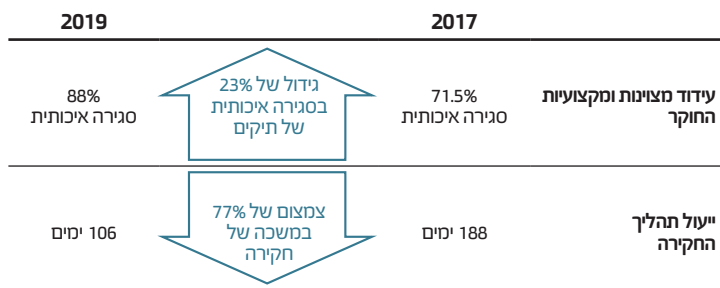 2017 2019
עידוד מצוינות ומקצועיות
החוקר
71.5%
סגירה איכותית
גידול של 23%
בסגירה איכותית
של תיקים
88%
סגירה איכותית
ייעול תהליך
החקירה
188 ימים
צמצום של 77%
במשכה של
חקירה
106 ימים